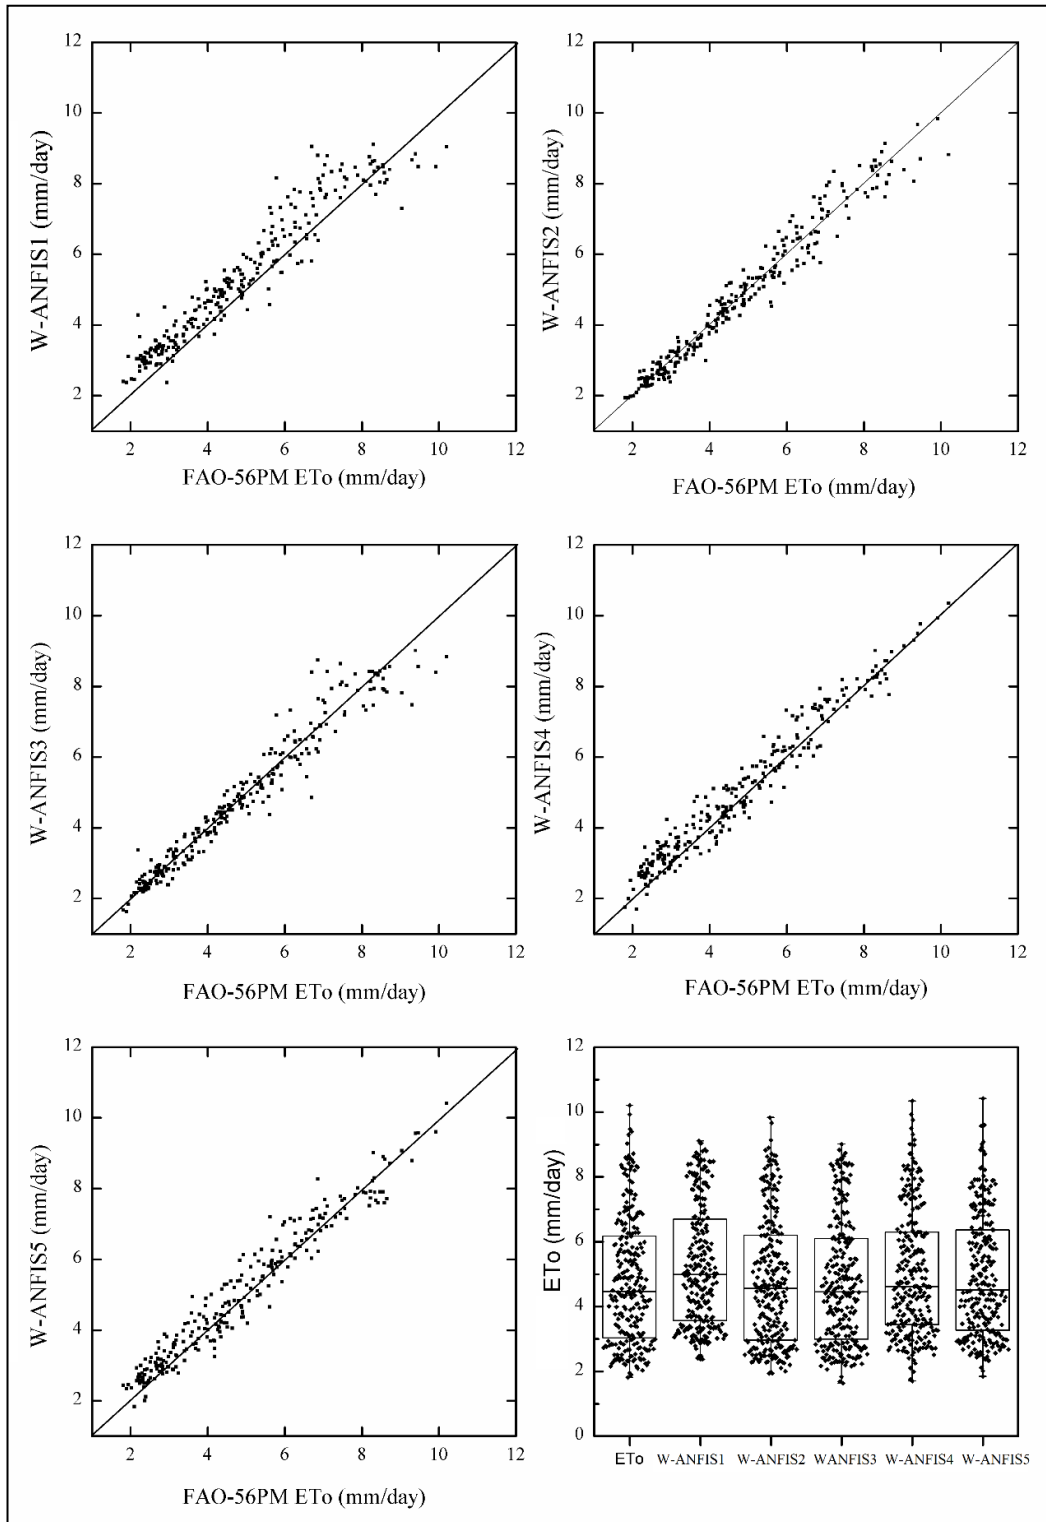 12
10
8
6
4
2
W-ANFIS1 (mm/day)
2 4 6 8 10 12
FAO-56PM ETo (mm/day)
12
10
8
6
4
2
W-ANFIS2 (mm/day)
2 4 6 8 10 12
FAO-56PM ETo (mm/day)
12
10
8
6
4
2
W-ANFIS3 (mm/day)
2 4 6 8 10 12
FAO-56PM ETo (mm/day)
12
10
8
6
4
2
W-ANFIS4 (mm/day)
2 4 6 8 10 12
FAO-56PM ETo (mm/day)
12
10
8
6
4
2
W-ANFIS5 (mm/day)
2 4 6 8 10 12
FAO-56PM ETo (mm/day)
12
10
8
6
4
2
0
ETo (mm/day)
ETo W-ANFIS1 W-ANFIS2 WANFIS3 W-ANFIS4 W-ANFIS5